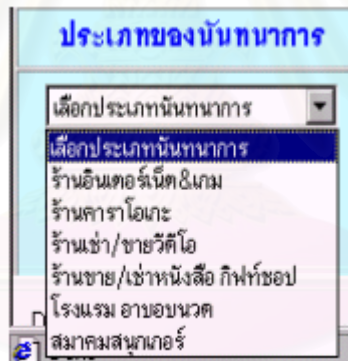 ประเภทของนันทนาการ
เลือกประเภทนันทนาการ
เลือกประเภทนันทนาการ
ร้านอินเตอร์เน็ต&เกม
ร้านคาราโอเกะ
ร้านเช่า/ขายวีดีโอ
ร้านขาย/เช่าหนังสือ กิฟท์ชอป
โรงแรม อาบอบนวด
สมาคมสนุกเกอร์